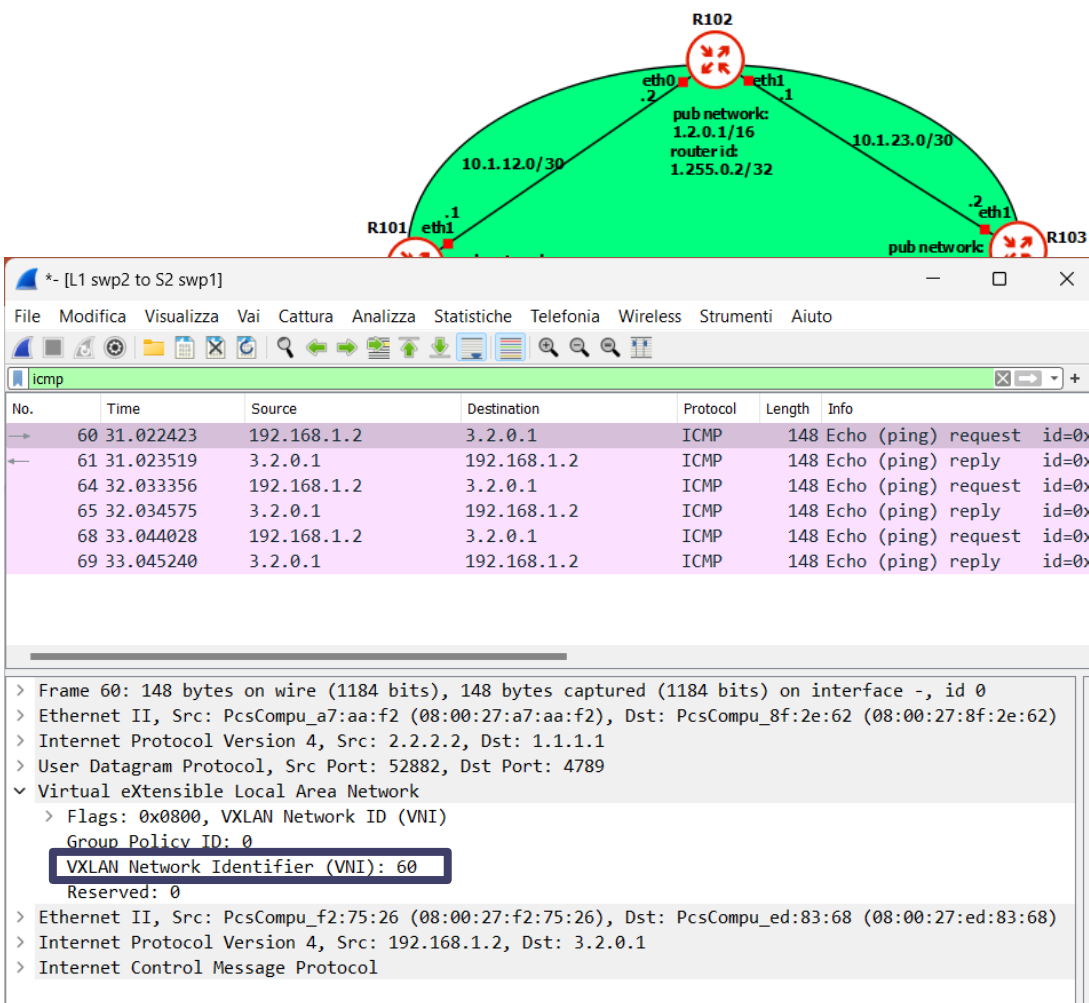 R102
eth0
eth1
.2
.1
pub network:
1.2.0.1/16
router id:
1.255.0.2/32
10.1.12.0/30
10.1.23.0/30
.1
.2
eth1
R101
eth1
R103
pub network:
*- [L1 swp2 to S2 swp1]
File Modifica Visualizza Vai Cattura Analizza Statistiche Telefonia Wireless Strumenti Aiuto
icmp
No. Time Source Destination Protocol Length Info
60 31.022423 192.168.1.2 3.2.0.1 ICMP 148 Echo (ping) request id=0x
61 31.023519 3.2.0.1 192.168.1.2 ICMP 148 Echo (ping) reply id=0x
64 32.033356 192.168.1.2 3.2.0.1 ICMP 148 Echo (ping) request id=0x
65 32.034575 3.2.0.1 192.168.1.2 ICMP 148 Echo (ping) reply id=0x
68 33.044028 192.168.1.2 3.2.0.1 ICMP 148 Echo (ping) request id=0x
69 33.045240 3.2.0.1 192.168.1.2 ICMP 148 Echo (ping) reply id=0x
Frame 60: 148 bytes on wire (1184 bits), 148 bytes captured (1184 bits) on interface -, id 0
Ethernet II, Src: PcsCompu_a7:aa:f2 (08:00:27:a7:aa:f2), Dst: PcsCompu_8f:2e:62 (08:00:27:8f:2e:62)
Internet Protocol Version 4, Src: 2.2.2.2, Dst: 1.1.1.1
User Datagram Protocol, Src Port: 52882, Dst Port: 4789
Virtual eXtensible Local Area Network
Flags: 0x0800, VXLAN Network ID (VNI)
Group Policy ID: 0
VXLAN Network Identifier (VNI): 60
Reserved: 0
Ethernet II, Src: PcsCompu_f2:75:26 (08:00:27:f2:75:26), Dst: PcsCompu_ed:83:68 (08:00:27:ed:83:68)
Internet Protocol Version 4, Src: 192.168.1.2, Dst: 3.2.0.1
Internet Control Message Protocol